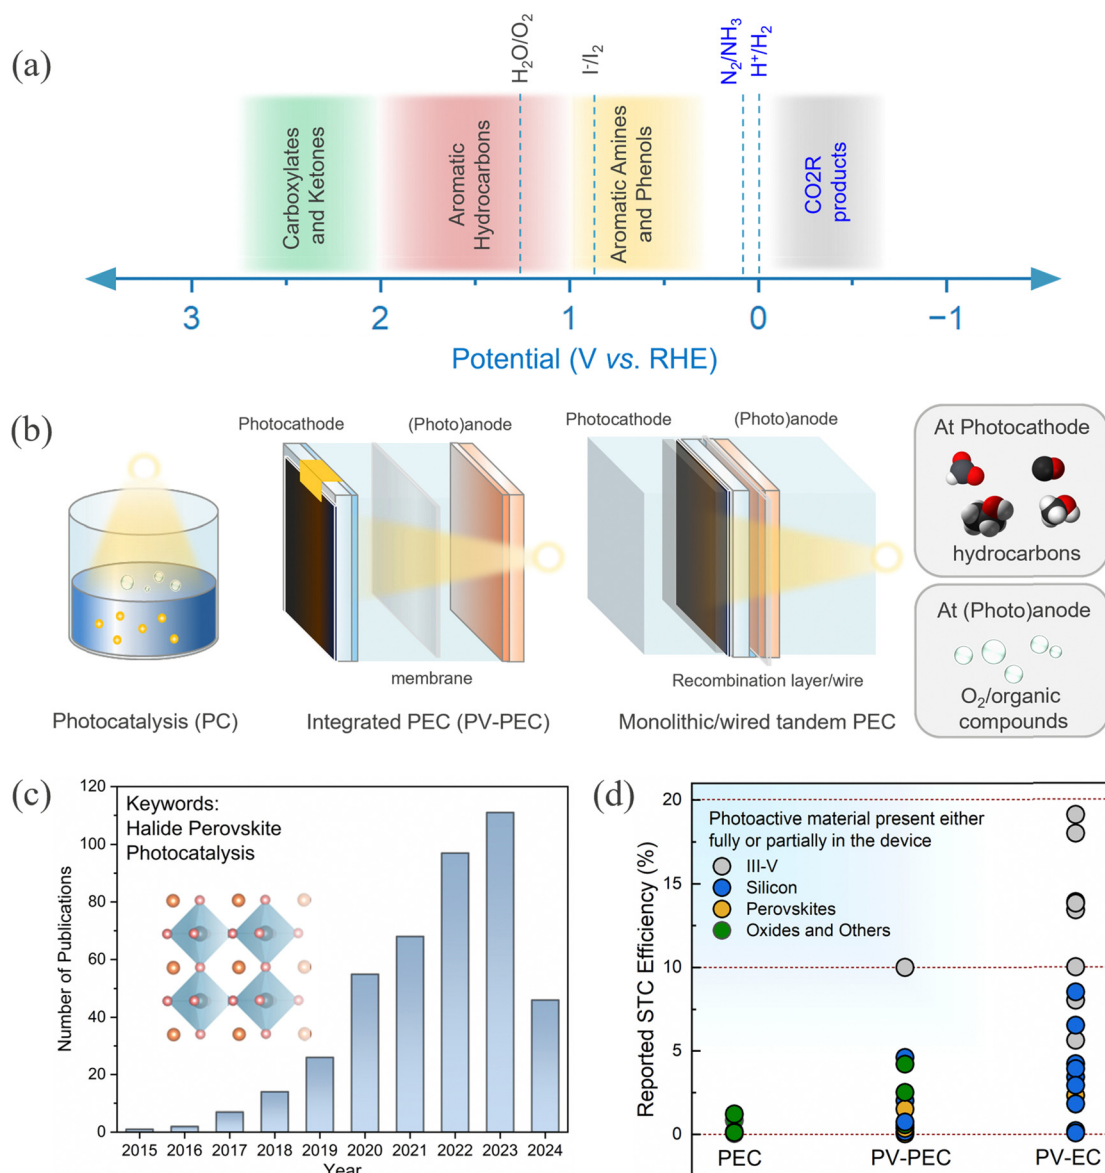 (a)
H₂O/O₂
I⁻/I₂
N₂/NH₃
H⁺/H₂
Carboxylates
and Ketones
Aromatic
Hydrocarbons
Aromatic Amines
and Phenols
CO2R
products
3
2
1
0
−1
Potential (V vs. RHE)
(b)
Photocathode
(Photo)anode
Photocathode
(Photo)anode
membrane
Recombination layer/wire
Photocatalysis (PC)
Integrated PEC (PV-PEC)
Monolithic/wired tandem PEC
At Photocathode
hydrocarbons
At (Photo)anode
O₂/organic
compounds
(c)
Keywords:
Halide Perovskite
Photocatalysis
Number of Publications
120
100
80
60
40
20
0
2015 2016 2017 2018 2019 2020 2021 2022 2023 2024
Year
(d)
Photoactive material present either
fully or partially in the device
III-V
Silicon
Perovskites
Oxides and Others
Reported STC Efficiency (%)
20
15
10
5
0
PEC
PV-PEC
PV-EC